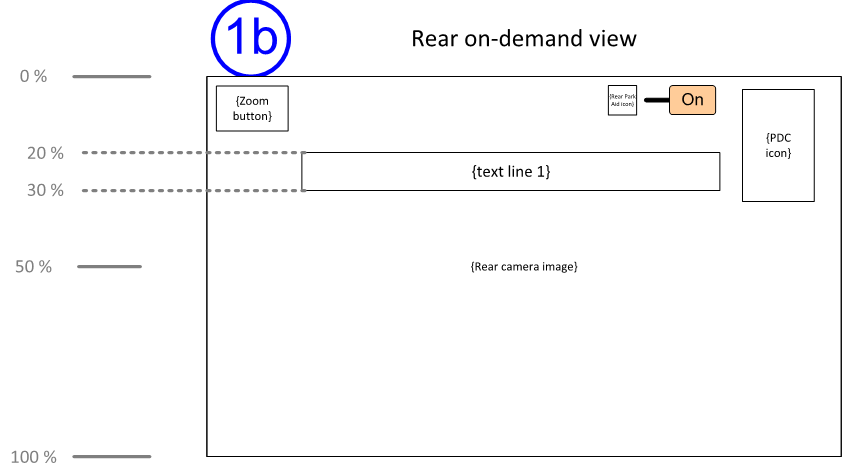 1b
Rear on-demand view
0 %
{Zoom
button}
{Rear Park
Aid icon}
On
{PDC
icon}
20 %
{text line 1}
30 %
50 %
{Rear camera image}
100 %